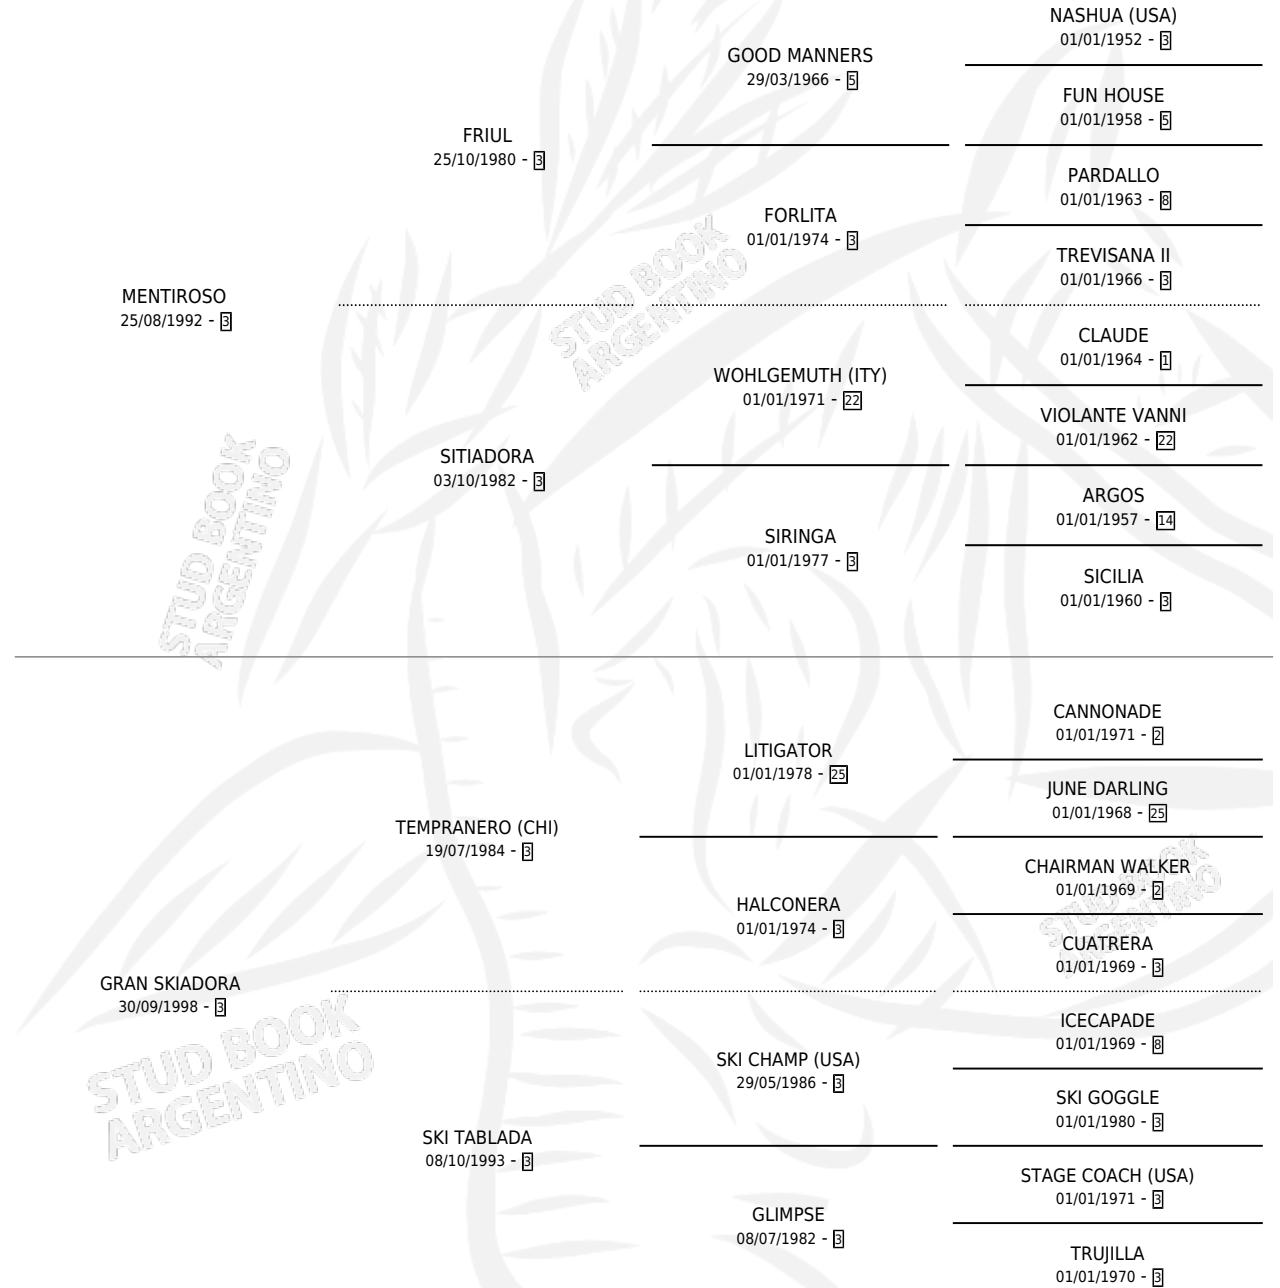 NASHUA (USA)
01/01/1952 - 3
GOOD MANNERS
29/03/1966 - 5
FUN HOUSE
01/01/1958 - 5
FRIUL
25/10/1980 - 3
PARDALLO
01/01/1963 - 8
FORLITA
01/01/1974 - 3
TREVISANA II
01/01/1966 - 3
MENTIROSO
25/08/1992 - 3
CLAUDE
01/01/1964 - 1
WOHLGEMUTH (ITY)
01/01/1971 - 22
VIOLANTE VANNI
01/01/1962 - 22
SITIADORA
03/10/1982 - 3
ARGOS
01/01/1957 - 14
SIRINGA
01/01/1977 - 3
SICILIA
01/01/1960 - 3
CANNONADE
01/01/1971 - 2
LITIGATOR
01/01/1978 - 25
JUNE DARLING
01/01/1968 - 25
TEMPRANERO (CHI)
19/07/1984 - 3
CHAIRMAN WALKER
01/01/1969 - 2
HALCONERA
01/01/1974 - 3
CUATRERA
01/01/1969 - 3
GRAN SKIADORA
30/09/1998 - 3
ICECAPADE
01/01/1969 - 8
SKI CHAMP (USA)
29/05/1986 - 3
SKI GOGGLE
01/01/1980 - 3
SKI TABLADA
08/10/1993 - 3
STAGE COACH (USA)
01/01/1971 - 3
GLIMPSE
08/07/1982 - 3
TRUJILLA
01/01/1970 - 3
STUD BOOK
ARGENTINO
STUD BOOK
ARGENTINO
STUD BOOK
ARGENTINO
STUD BOOK
ARGENTINO